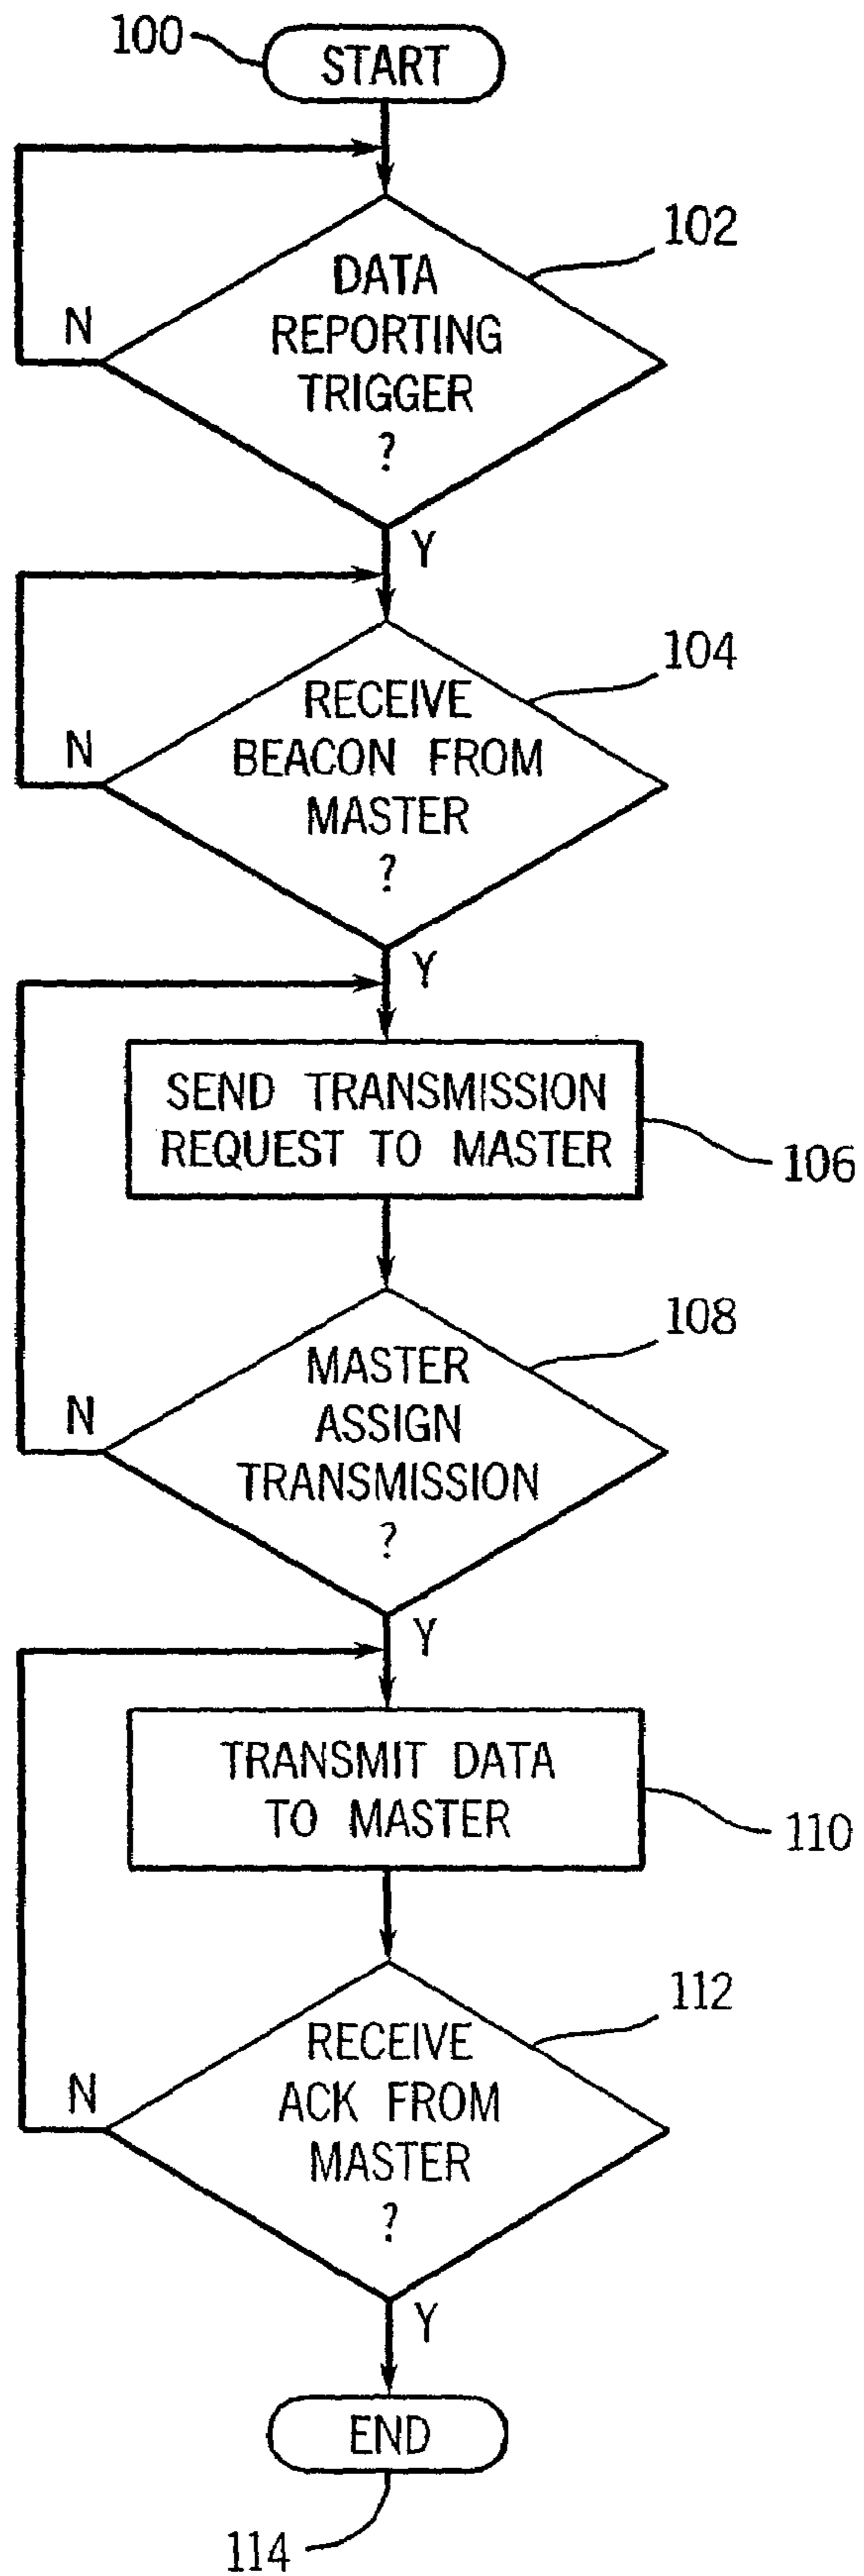 100
START
102
DATA
REPORTING
TRIGGER
?
N
Y
104
RECEIVE
BEACON FROM
MASTER
?
N
Y
SEND TRANSMISSION
REQUEST TO MASTER
106
108
MASTER
ASSIGN
TRANSMISSION
?
N
Y
TRANSMIT DATA
TO MASTER
110
112
RECEIVE
ACK FROM
MASTER
?
N
Y
END
114